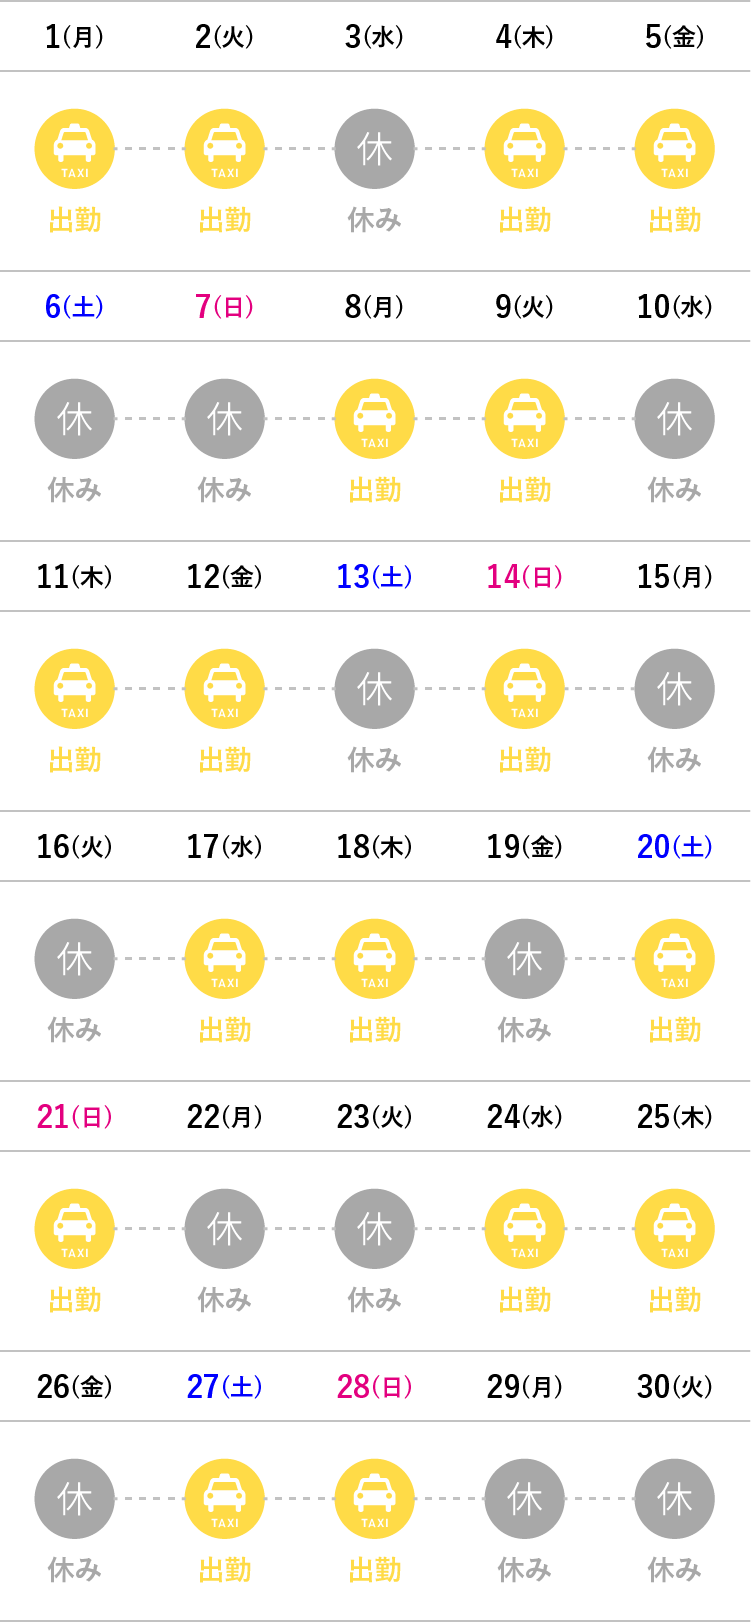 1(月) 2(火) 3(水) 4(木) 5(金)
TAXI TAXI 休 TAXI TAXI
出勤 出勤 休み 出勤 出勤
6(土) 7(日) 8(月) 9(火) 10(水)
休 休 TAXI TAXI 休
休み 休み 出勤 出勤 休み
11(木) 12(金) 13(土) 14(日) 15(月)
TAXI TAXI 休 TAXI 休
出勤 出勤 休み 出勤 休み
16(火) 17(水) 18(木) 19(金) 20(土)
休 TAXI TAXI 休 TAXI
休み 出勤 出勤 休み 出勤
21(日) 22(月) 23(火) 24(水) 25(木)
TAXI 休 休 TAXI TAXI
出勤 休み 休み 出勤 出勤
26(金) 27(土) 28(日) 29(月) 30(火)
休 TAXI TAXI 休 休
休み 出勤 出勤 休み 休み